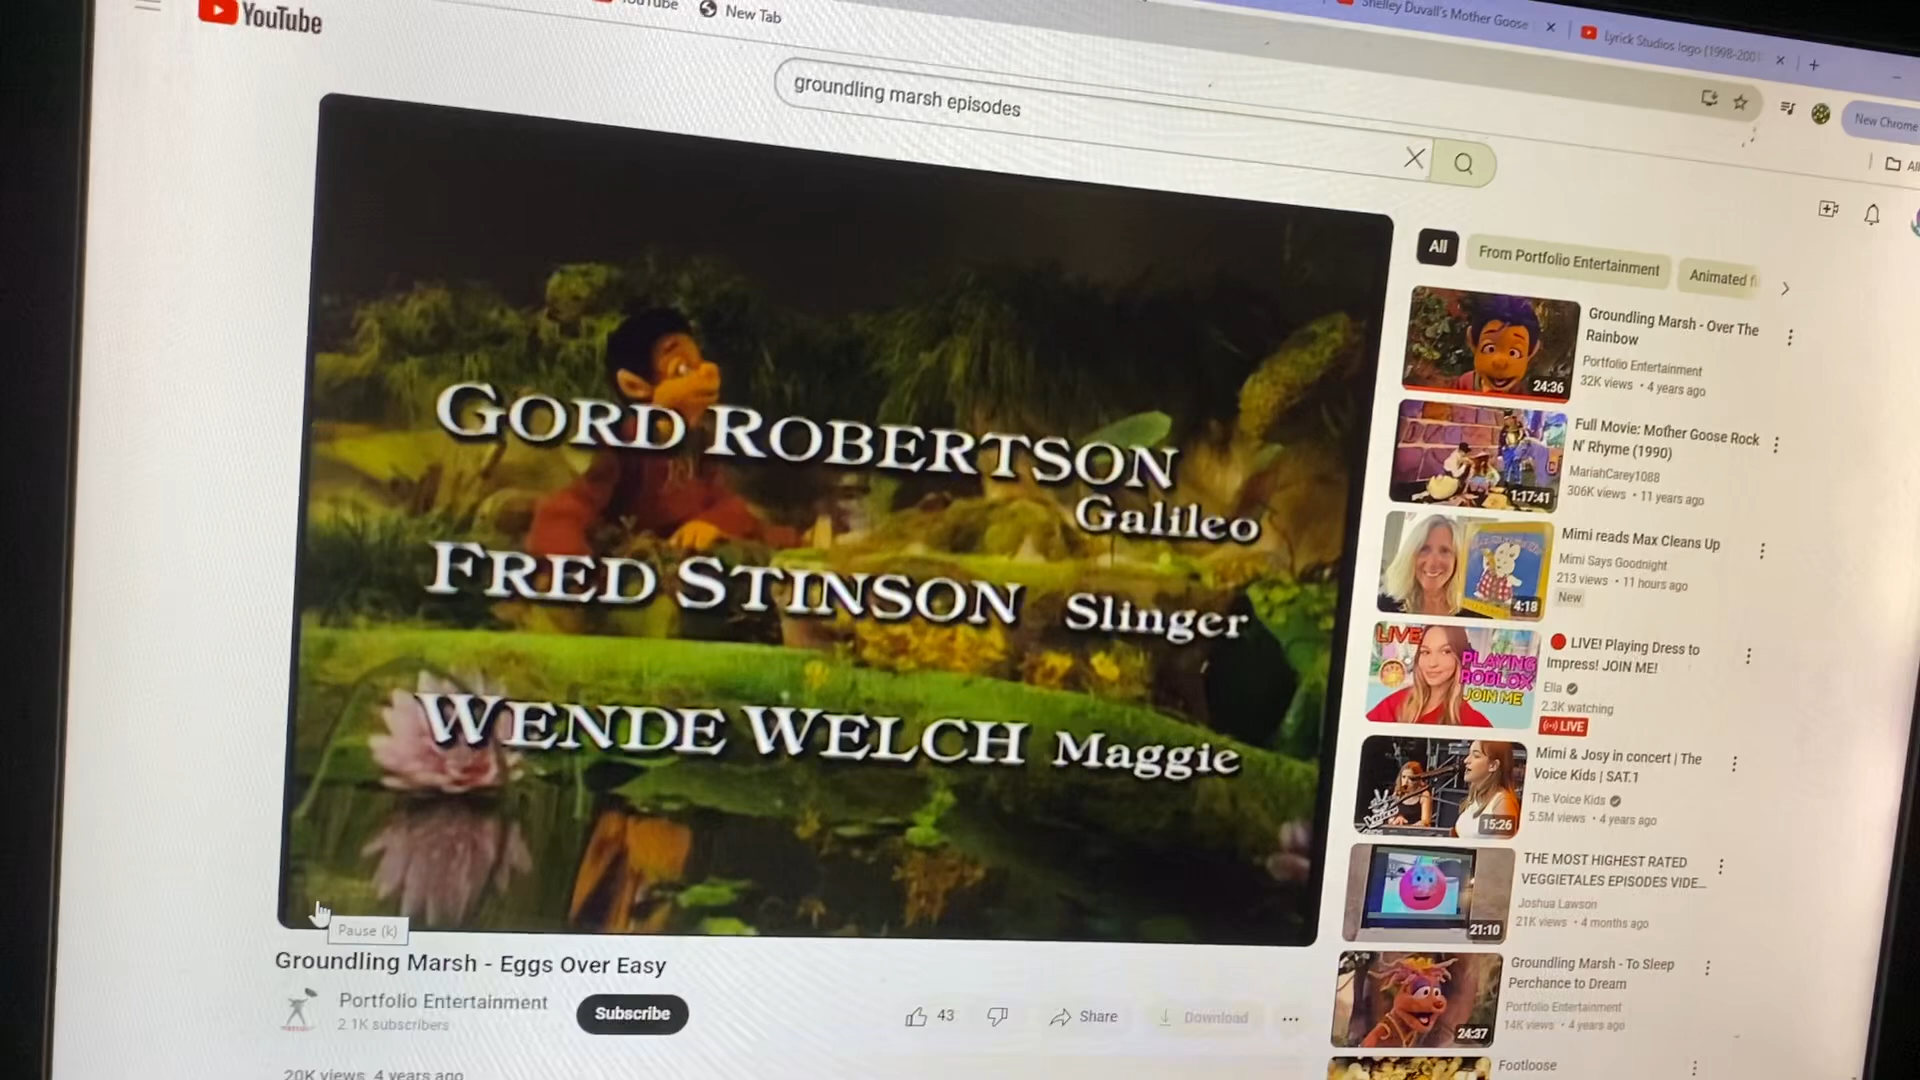 YouTube
New Tab
Shelley Duvall's Mother Goose
Lyrick Studios logo (1998-200
groundling marsh episodes
New Chrome
All
From Portfolio Entertainment
Animated f
GORD ROBERTSON
Galileo
FRED STINSON Slinger
WENDE WELCH Maggie
Pause (k)
Groundling Marsh - Eggs Over Easy
Portfolio Entertainment
2.1K subscribers
Subscribe
43
Share
Download
20K views 4 years ago
Groundling Marsh - Over The
Rainbow
Portfolio Entertainment
32K views • 4 years ago
24:36
Full Movie: Mother Goose Rock
N' Rhyme (1990)
MariahCarey1088
306K views • 11 years ago
1:17:41
Mimi reads Max Cleans Up
Mimi Says Goodnight
213 views • 11 hours ago
New
4:18
LIVE
PLAYING
ROBLOX
JOIN ME
LIVE! Playing Dress to
Impress! JOIN ME!
Ella
2.3K watching
LIVE
Mimi & Josy in concert | The
Voice Kids | SAT.1
The Voice Kids
5.5M views • 4 years ago
15:26
THE MOST HIGHEST RATED
VEGGIETALES EPISODES VIDE...
Joshua Lawson
21K views • 4 months ago
21:10
Groundling Marsh - To Sleep
Perchance to Dream
Portfolio Entertainment
14K views • 4 years ago
24:37
Footloose